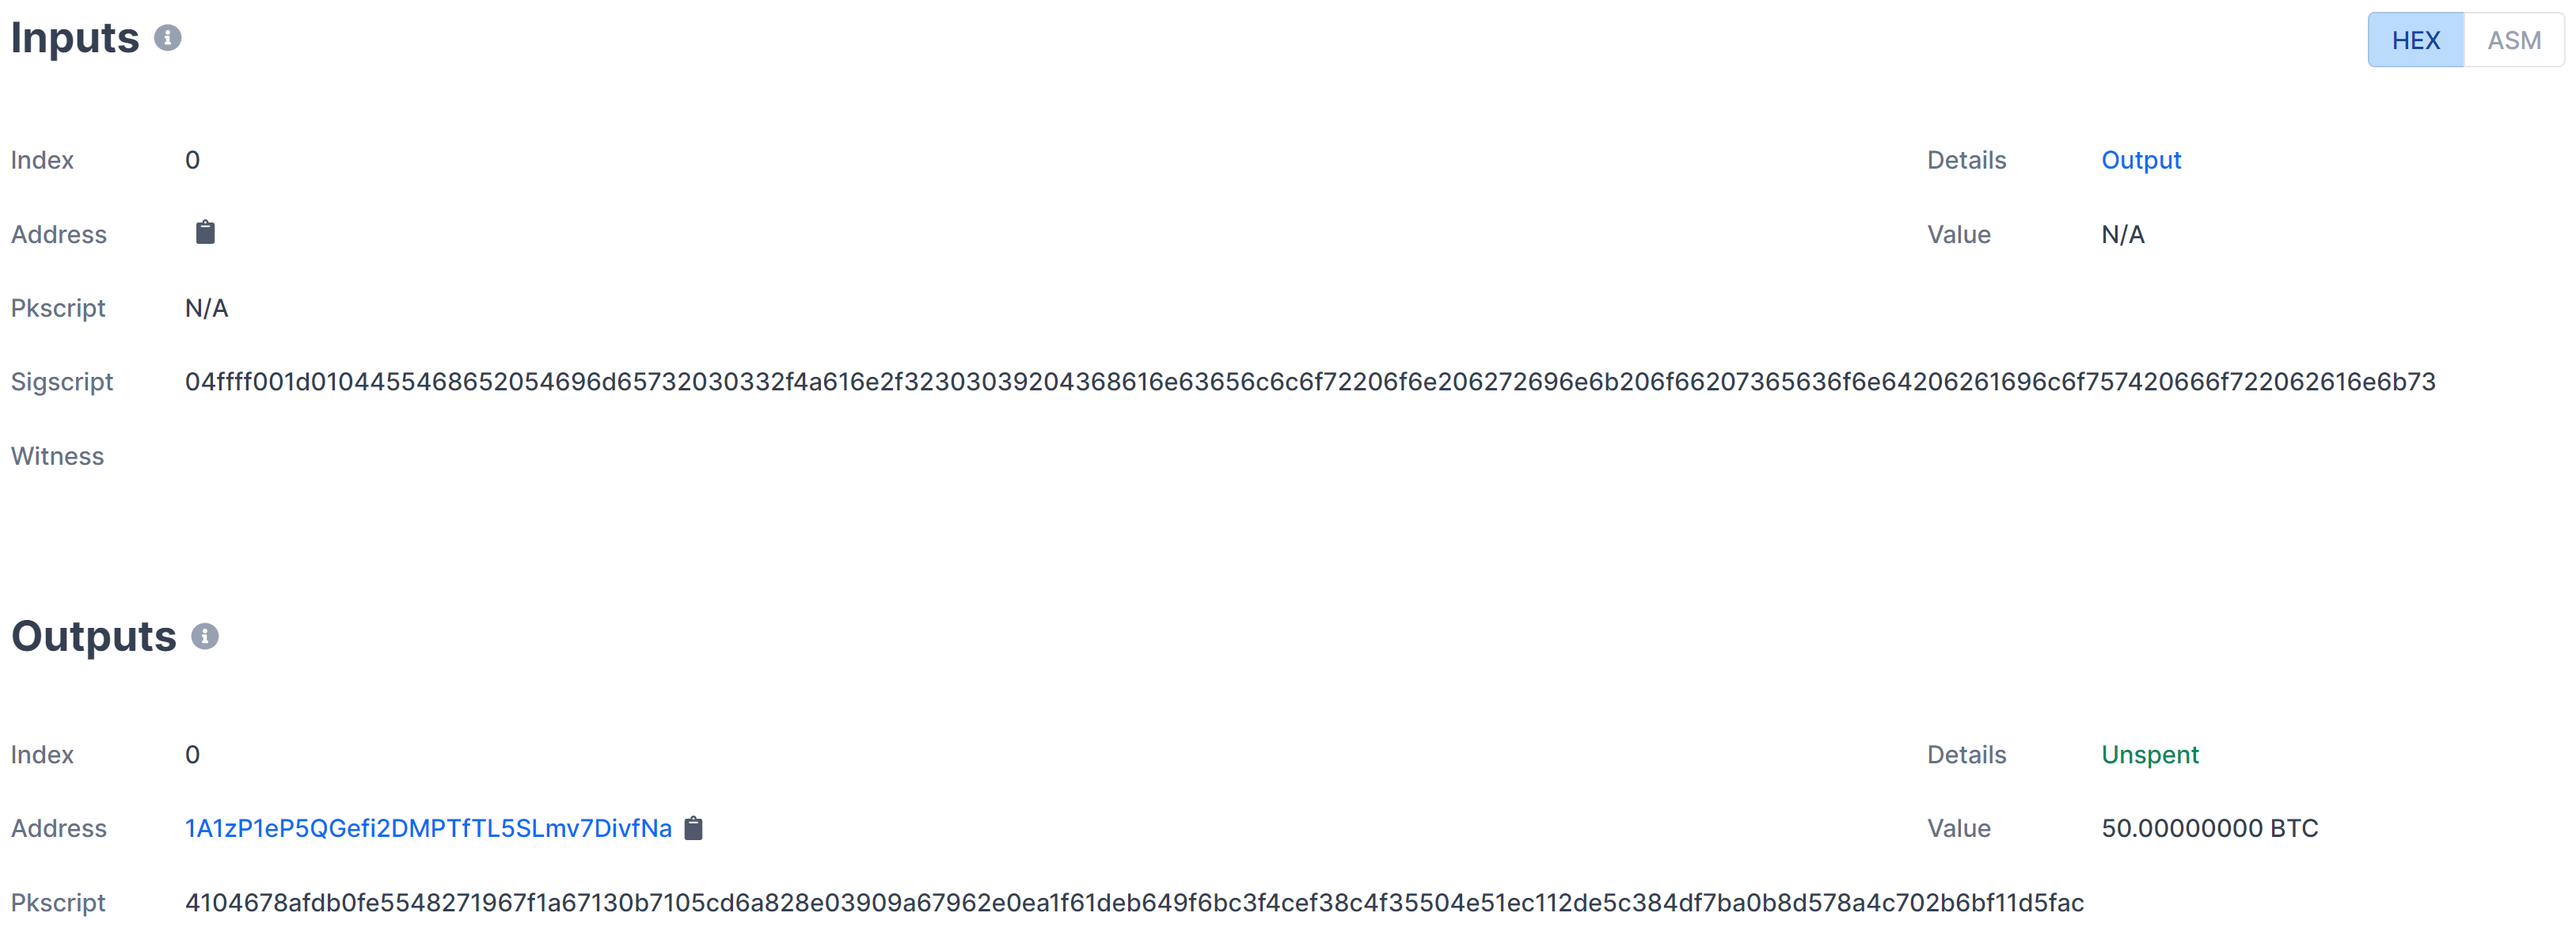 Inputs
HEX ASM
Index 0 Details Output
Address Value N/A
Pkscript N/A
Sigscript 04ffff001d0104455468652054696d65732030332f4a616e2f32303039204368616e63656c6c6f72206f6e206272696e6b206f66207365636f6e64206261696c6f757420666f722062616e6b73
Witness
Outputs
Index 0 Details Unspent
Address 1A1zP1eP5QGefi2DMPTfTL5SLmv7DivfNa Value 50.00000000 BTC
Pkscript 4104678afdb0fe5548271967f1a67130b7105cd6a828e03909a67962e0ea1f61deb649f6bc3f4cef38c4f35504e51ec112de5c384df7ba0b8d578a4c702b6bf11d5fac